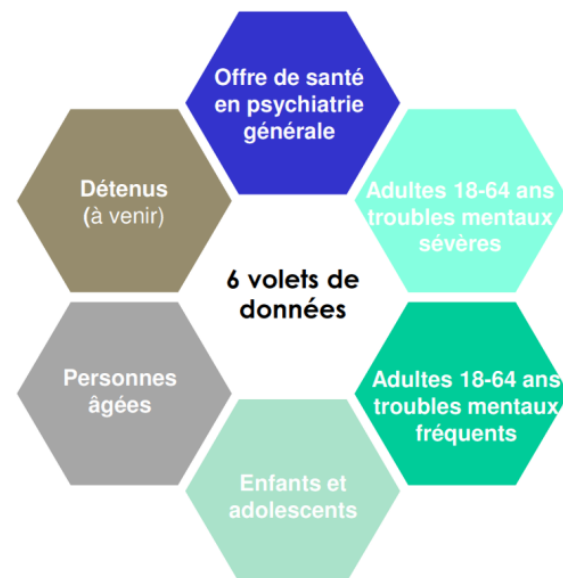 Offre de santé
en psychiatrie
générale
Adultes 18-64 ans
troubles mentaux
sévères
Adultes 18-64 ans
troubles mentaux
fréquents
Enfants et
adolescents
Personnes
âgées
Détenus
(à venir)
6 volets de
données